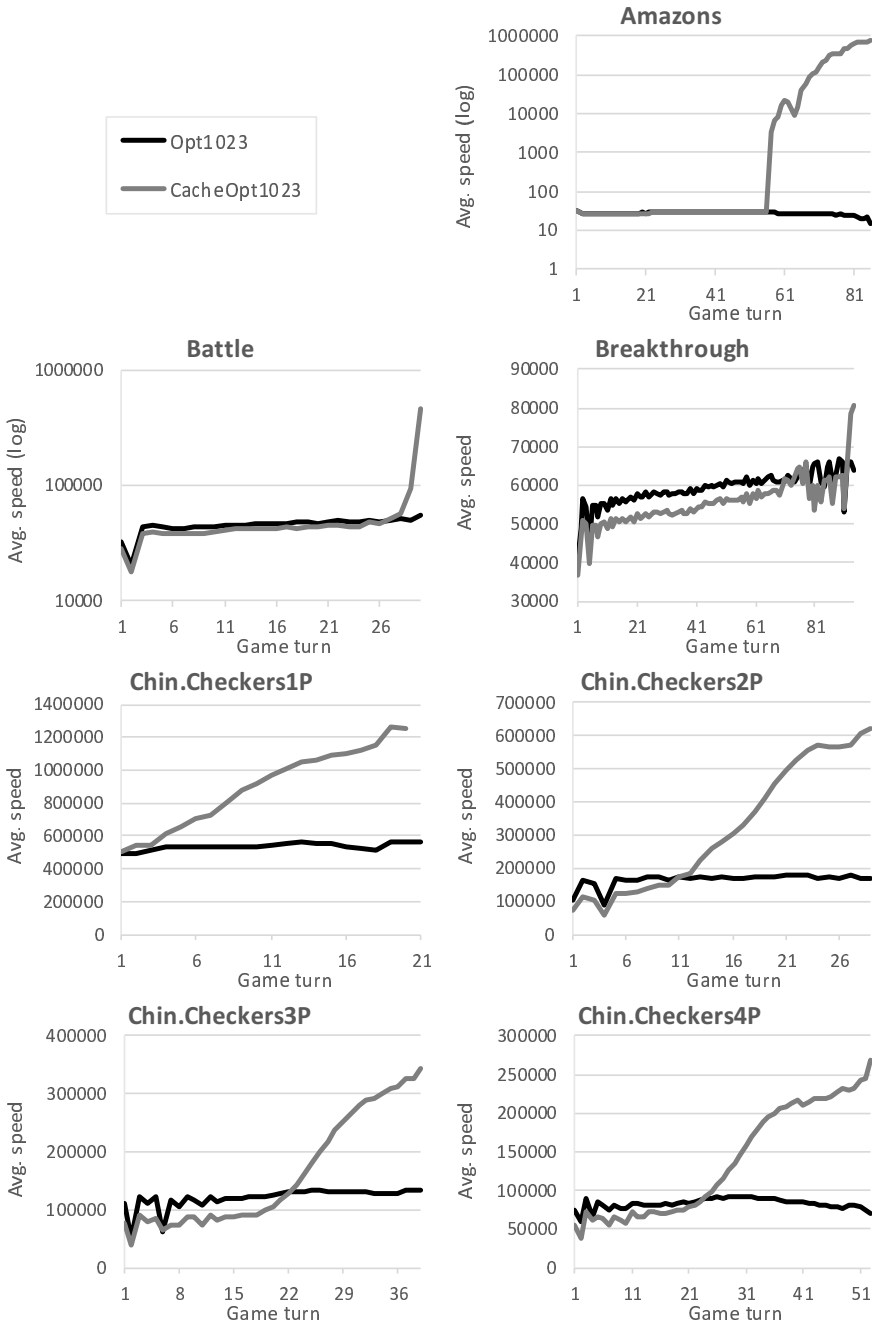 Amazons
1000000
100000
10000
1000
100
10
1
Avg. speed (log)
1 21 41 61 81
Game turn
Opt1023
CacheOpt1023
Battle
1000000
100000
10000
Avg. speed (log)
1 6 11 16 21 26
Game turn
Breakthrough
90000
80000
70000
60000
50000
40000
30000
Avg. speed
1 21 41 61 81
Game turn
Chin.Checkers1P
1400000
1200000
1000000
800000
600000
400000
200000
0
Avg. speed
1 6 11 16 21
Game turn
Chin.Checkers2P
700000
600000
500000
400000
300000
200000
100000
0
Avg. speed
1 6 11 16 21 26
Game turn
Chin.Checkers3P
400000
300000
200000
100000
0
Avg. speed
1 8 15 22 29 36
Game turn
Chin.Checkers4P
300000
250000
200000
150000
100000
50000
0
Avg. speed
1 11 21 31 41 51
Game turn